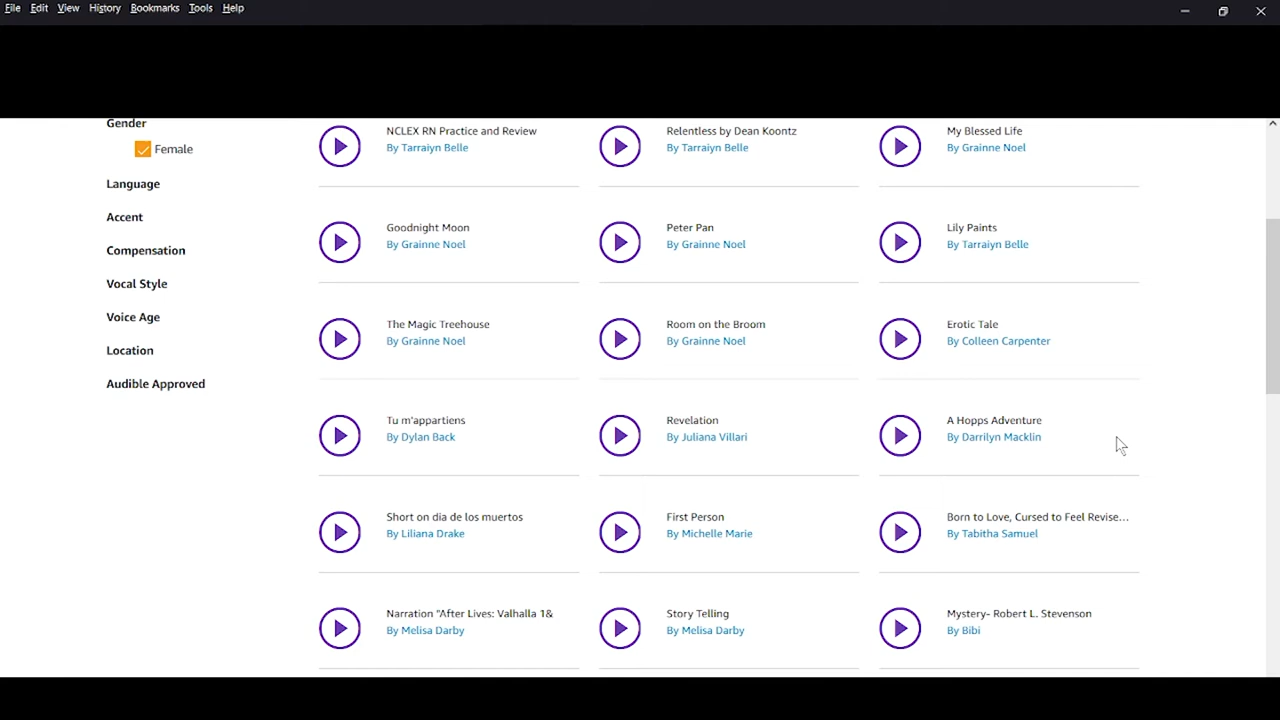 File Edit View History Bookmarks Tools Help
Gender
Female
Language
Accent
Compensation
Vocal Style
Voice Age
Location
Audible Approved
NCLEX RN Practice and Review
By Tarraiyn Belle
Relentless by Dean Koontz
By Tarraiyn Belle
My Blessed Life
By Grainne Noel
Goodnight Moon
By Grainne Noel
Peter Pan
By Grainne Noel
Lily Paints
By Tarraiyn Belle
The Magic Treehouse
By Grainne Noel
Room on the Broom
By Grainne Noel
Erotic Tale
By Colleen Carpenter
Tu m'appartiens
By Dylan Back
Revelation
By Juliana Villari
A Hopps Adventure
By Darrilyn Macklin
Short on dia de los muertos
By Liliana Drake
First Person
By Michelle Marie
Born to Love, Cursed to Feel Revise...
By Tabitha Samuel
Narration "After Lives: Valhalla 1&
By Melisa Darby
Story Telling
By Melisa Darby
Mystery- Robert L. Stevenson
By Bibi